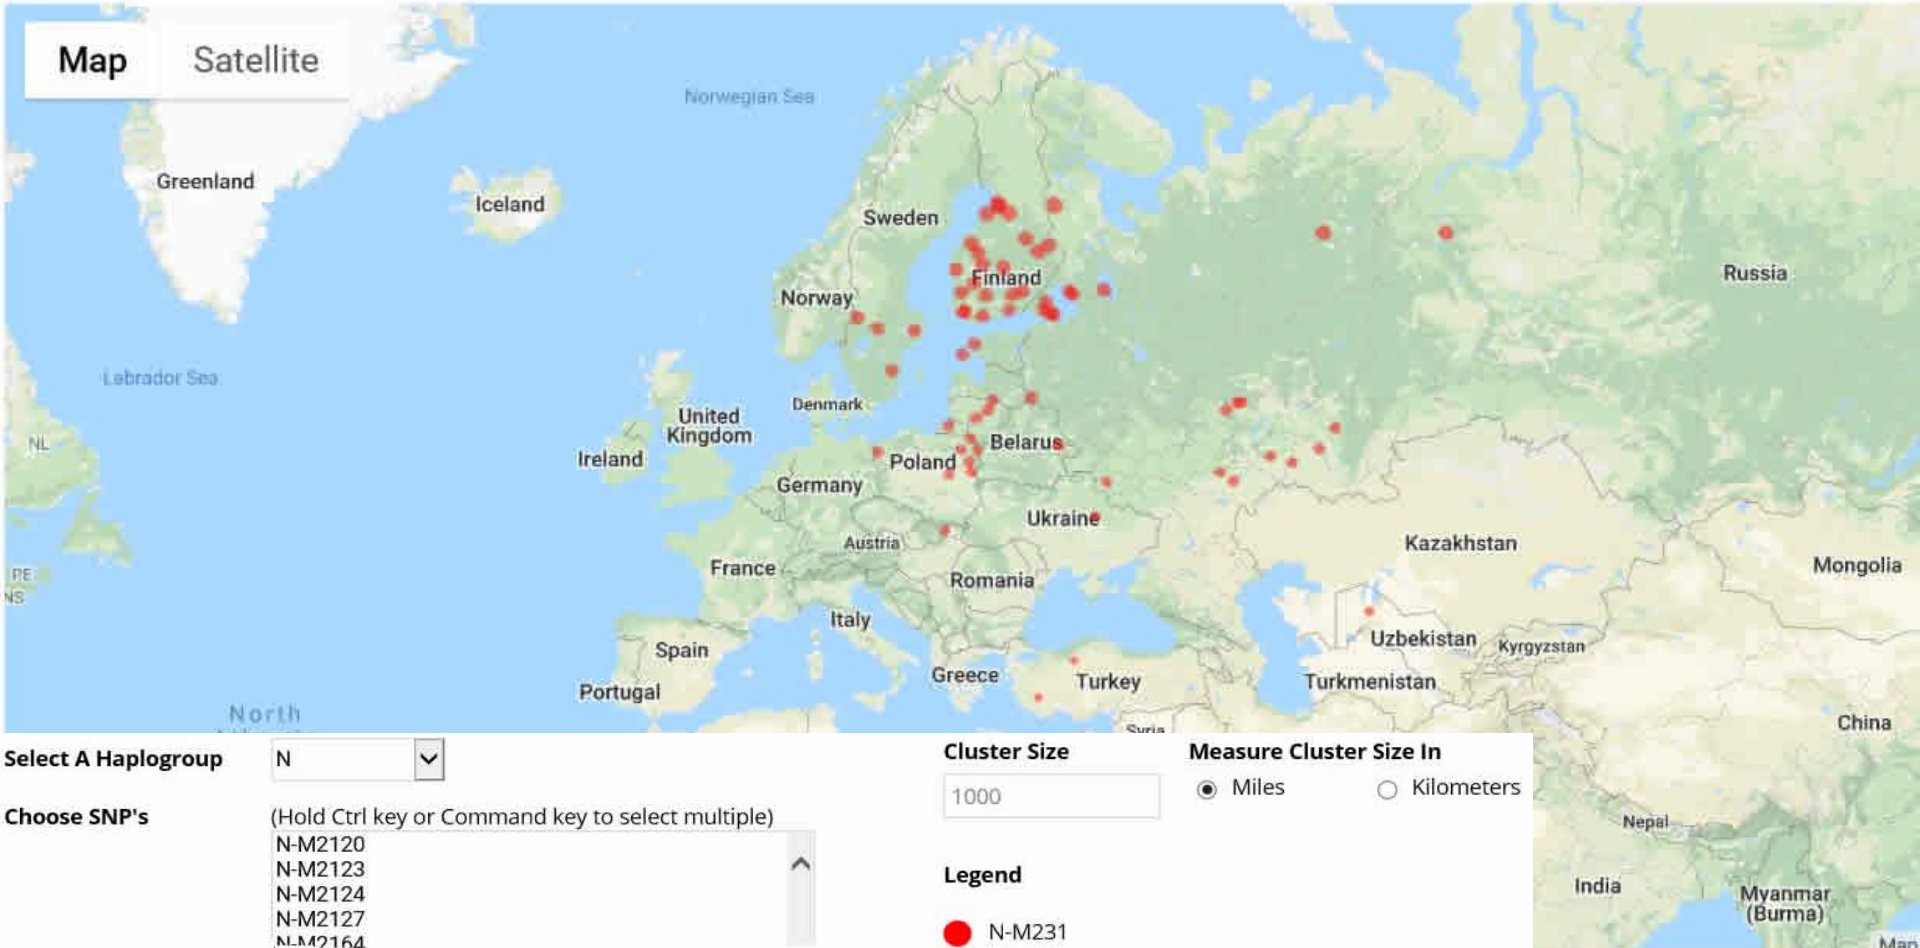 Map
Satellite
Norwegian Sea
Greenland
Iceland
Sweden
Finland
Russia
Norway
Labrador Sea
Denmark
United
Kingdom
NL
Belarus
Ireland
Poland
Germany
Ukraine
Austria
Kazakhstan
France
PE
Romania
Mongolia
NS
Italy
Uzbekistan
Kyrgyzstan
Spain
Greece
Turkey
Turkmenistan
Portugal
North
China
Syria
Select A Haplogroup
N
Cluster Size
Measure Cluster Size In
1000
Miles
Kilometers
Choose SNP's
(Hold Ctrl key or Command key to select multiple)
N-M2120
N-M2123
N-M2124
N-M2127
N-M2164
Legend
N-M231
Nepal
India
Myanmar
(Burma)